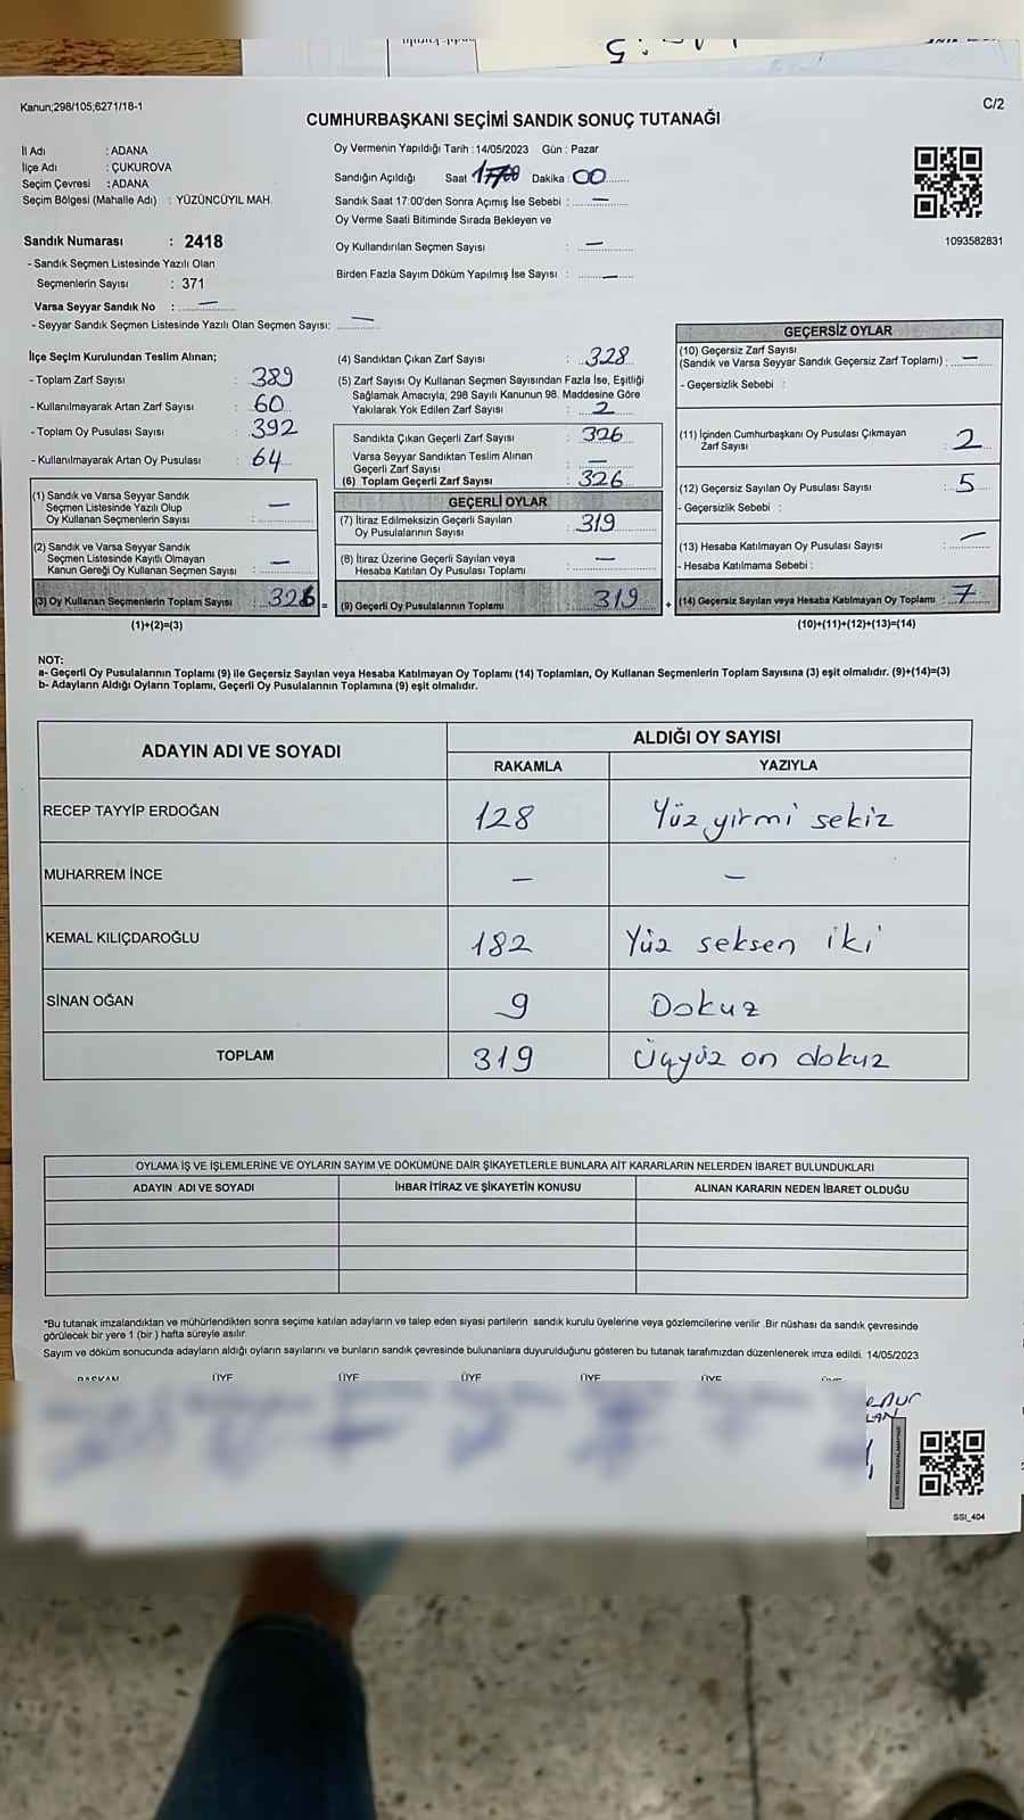 Kanun;298/105;6271/18-1
C/2
CUMHURBAŞKANI SEÇİMİ SANDIK SONUÇ TUTANAĞI
İl Adı : ADANA
İlçe Adı : ÇUKUROVA
Seçim Çevresi : ADANA
Seçim Bölgesi (Mahalle Adı) : YÜZÜNCÜYIL MAH.
Sandık Numarası : 2418
- Sandık Seçmen Listesinde Yazılı Olan
Seçmenlerin Sayısı : 371
Varsa Seyyar Sandık No : —
- Seyyar Sandık Seçmen Listesinde Yazılı Olan Seçmen Sayısı: —
Oy Vermenin Yapıldığı Tarih : 14/05/2023 Gün : Pazar
Sandığın Açıldığı Saat Dakika : 00
Sandık Saat 17:00'den Sonra Açımış İse Sebebi : —
Oy Verme Saati Bitiminde Sırada Bekleyen ve
Oy Kullandırılan Seçmen Sayısı : —
Birden Fazla Sayım Döküm Yapılmış İse Sayısı : —
1093582831
İlçe Seçim Kurulundan Teslim Alınan;
- Toplam Zarf Sayısı : 389
- Kullanılmayarak Artan Zarf Sayısı : 60
- Toplam Oy Pusulası Sayısı : 392
- Kullanılmayarak Artan Oy Pusulası : 64
(1) Sandık ve Varsa Seyyar Sandık
Seçmen Listesinde Yazılı Olup
Oy Kullanan Seçmenlerin Sayısı : —
(2) Sandık ve Varsa Seyyar Sandık
Seçmen Listesinde Kayıtlı Olmayan
Kanun Gereği Oy Kullanan Seçmen Sayısı : —
(3) Oy Kullanan Seçmenlerin Toplam Sayısı : 326 =
(1)+(2)=(3)
(4) Sandıktan Çıkan Zarf Sayısı : 328
(5) Zarf Sayısı Oy Kullanan Seçmen Sayısından Fazla İse, Eşitliği
Sağlamak Amacıyla; 298 Sayılı Kanunun 98. Maddesine Göre
Yakılarak Yok Edilen Zarf Sayısı : 2
Sandıkta Çıkan Geçerli Zarf Sayısı : 326
Varsa Seyyar Sandıktan Teslim Alınan
Geçerli Zarf Sayısı : —
(6) Toplam Geçerli Zarf Sayısı : 326
GEÇERLİ OYLAR
(7) İtiraz Edilmeksizin Geçerli Sayılan
Oy Pusulalarının Sayısı : 319
(8) İtiraz Üzerine Geçerli Sayılan veya
Hesaba Katılan Oy Pusulası Toplamı : —
(9) Geçerli Oy Pusulalarının Toplamı : 319 +
GEÇERSİZ OYLAR
(10) Geçersiz Zarf Sayısı
(Sandık ve Varsa Seyyar Sandık Geçersiz Zarf Toplamı) : —
- Geçersizlik Sebebi :
(11) İçinden Cumhurbaşkanı Oy Pusulası Çıkmayan
Zarf Sayısı : 2
(12) Geçersiz Sayılan Oy Pusulası Sayısı : 5
- Geçersizlik Sebebi :
(13) Hesaba Katılmayan Oy Pusulası Sayısı : —
- Hesaba Katılmama Sebebi :
(14) Geçersiz Sayılan veya Hesaba Katılmayan Oy Toplamı : 7
(10)+(11)+(12)+(13)=(14)
NOT:
a- Geçerli Oy Pusulalarının Toplamı (9) ile Geçersiz Sayılan veya Hesaba Katılmayan Oy Toplamı (14) Toplamları, Oy Kullanan Seçmenlerin Toplam Sayısına (3) eşit olmalıdır. (9)+(14)=(3)
b- Adayların Aldığı Oyların Toplamı, Geçerli Oy Pusulalarının Toplamına (9) eşit olmalıdır.
ADAYIN ADI VE SOYADI
ALDIĞI OY SAYISI
RAKAMLA YAZIYLA
RECEP TAYYİP ERDOĞAN 128 Yüz yirmi sekiz
MUHARREM İNCE — —
KEMAL KILIÇDAROĞLU 182 Yüz seksen iki
SİNAN OĞAN 9 Dokuz
TOPLAM 319 Üçyüz on dokuz
OYLAMA İŞ VE İŞLEMLERİNE VE OYLARIN SAYIM VE DÖKÜMÜNE DAİR ŞİKAYETLERLE BUNLARA AİT KARARLARIN NELERDEN İBARET BULUNDUKLARI
ADAYIN ADI VE SOYADI İHBAR İTİRAZ VE ŞİKAYETİN KONUSU ALINAN KARARIN NEDEN İBARET OLDUĞU
*Bu tutanak imzalandıktan ve mühürlendikten sonra seçime katılan adayların ve talep eden siyasi partilerin sandık kurulu üyelerine veya gözlemcilerine verilir. Bir nüshası da sandık çevresinde
görülecek bir yere 1 (bir ) hafta süreyle asılır.
Sayım ve döküm sonucunda adayların aldığı oyların sayılarını ve bunların sandık çevresinde bulunanlara duyurulduğunu gösteren bu tutanak tarafımızdan düzenlenerek imza edildi. 14/05/2023
BAŞKAN ÜYE ÜYE ÜYE ÜYE ÜYE
SSI_404